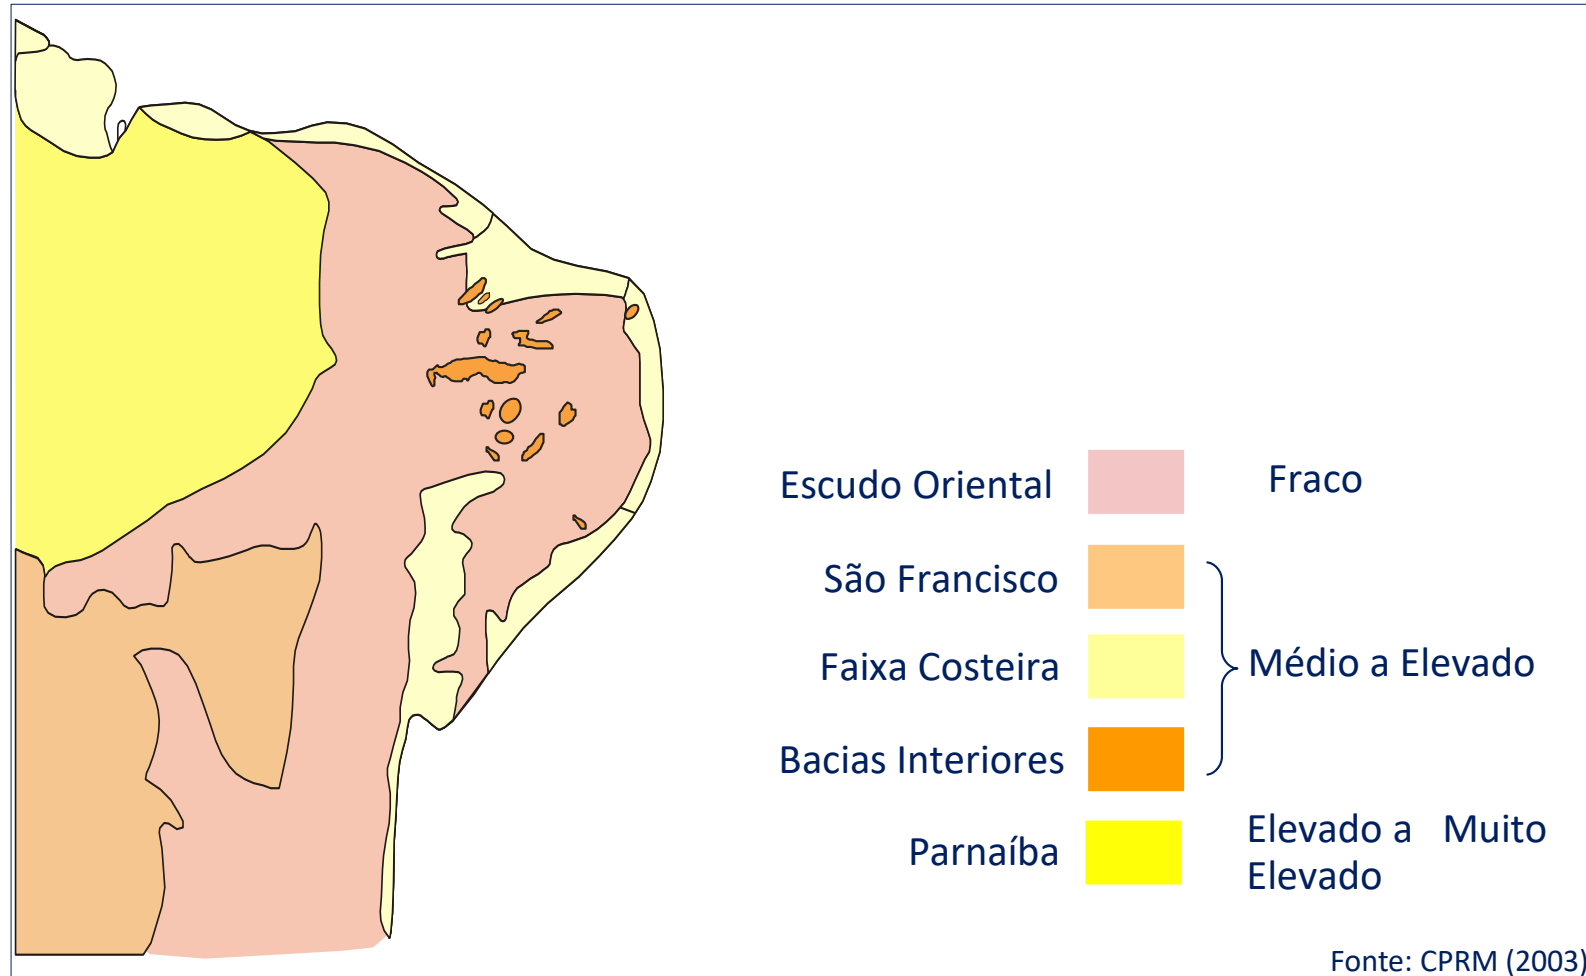 Escudo Oriental Fraco
São Francisco
Faixa Costeira Médio a Elevado
Bacias Interiores
Parnaíba Elevado a Muito
Elevado
Fonte: CPRM (2003)